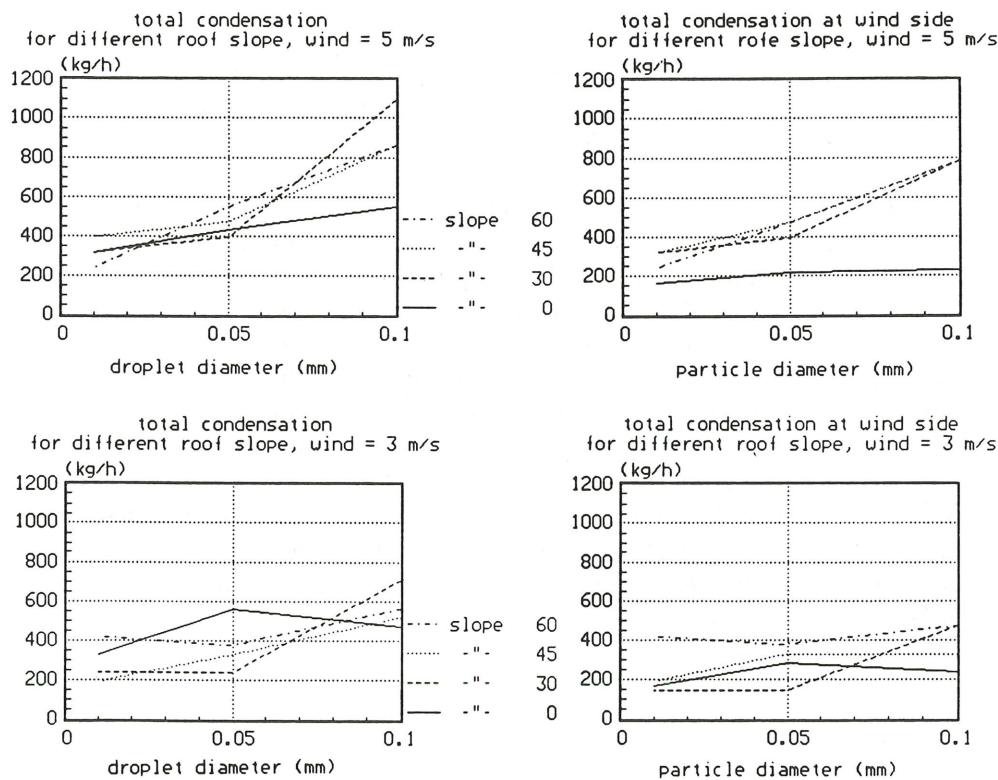 total condensation
for different roof slope, wind = 5 m/s
(kg/h)
1200
1000
800
600
400
200
0
0
0.05
0.1
droplet diameter (mm)
slope 60
-"- 45
-"- 30
-"- 0
total condensation at wind side
for different rofe slope, wind = 5 m/s
(kg/h)
1200
1000
800
600
400
200
0
0
0.05
0.1
particle diameter (mm)
total condensation
for different roof slope, wind = 3 m/s
(kg/h)
1200
1000
800
600
400
200
0
0
0.05
0.1
droplet diameter (mm)
slope 60
-"- 45
-"- 30
-"- 0
total condensation at wind side
for different roof slope, wind = 3 m/s
(kg/h)
1200
1000
800
600
400
200
0
0
0.05
0.1
particle diameter (mm)